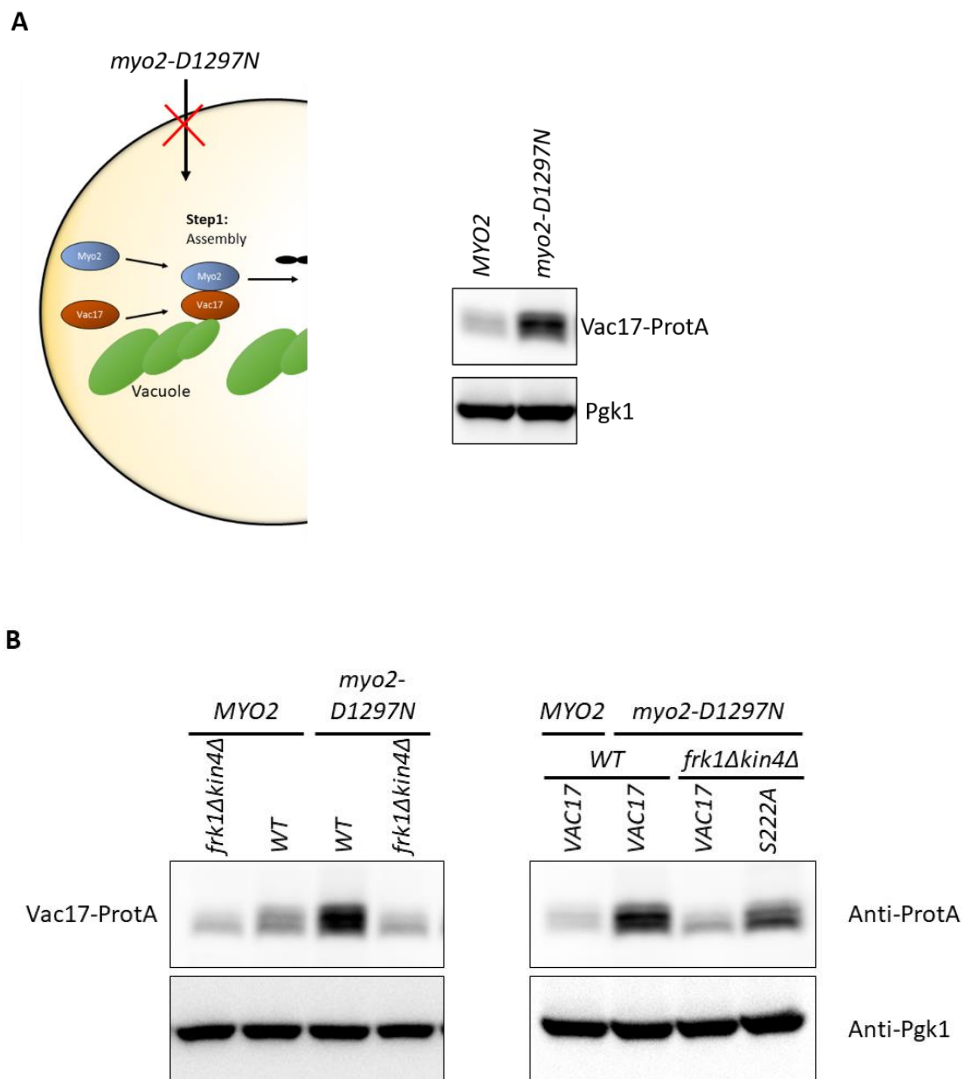 A
myo2-D1297N
Step1:
Assembly
Myo2
Myo2
Vac17
Vac17
Vacuole
MYO2
myo2-D1297N
Vac17-ProtA
Pgk1
B
myo2-
D1297N
MYO2
frk1Δkin4Δ
WT
WT
frk1Δkin4Δ
Vac17-ProtA
MYO2
myo2-D1297N
WT
frk1Δkin4Δ
VAC17
VAC17
VAC17
S222A
Anti-ProtA
Anti-Pgk1